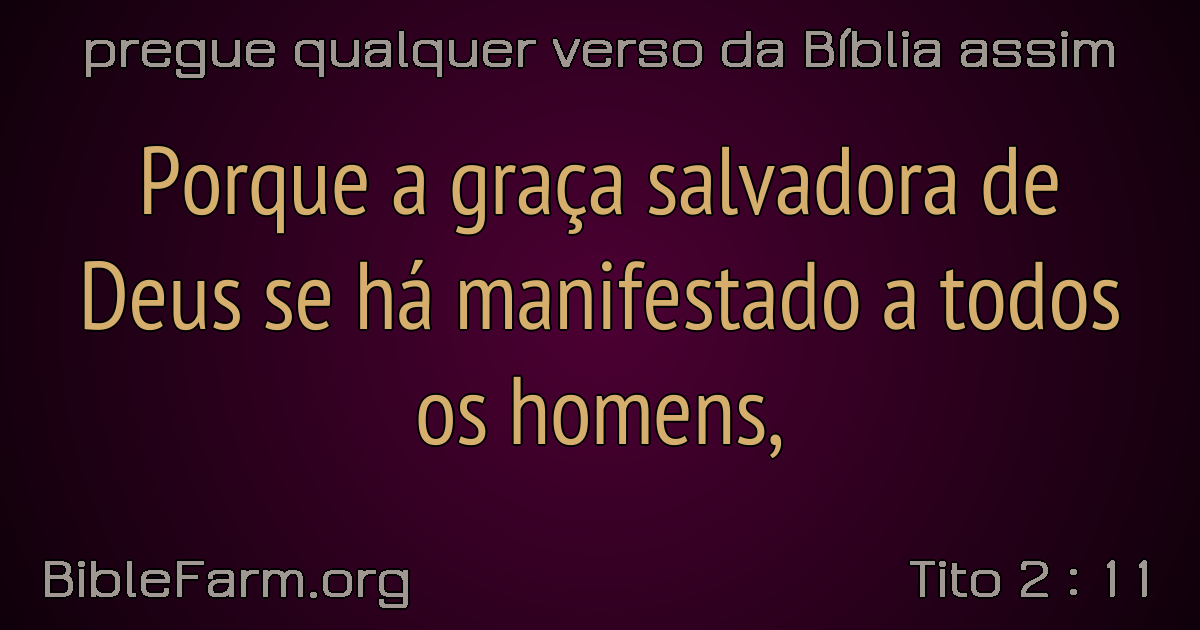 pregue qualquer verso da Bíblia assim
Porque a graça salvadora de
Deus se há manifestado a todos
os homens,
BibleFarm.org
Tito 2 : 11